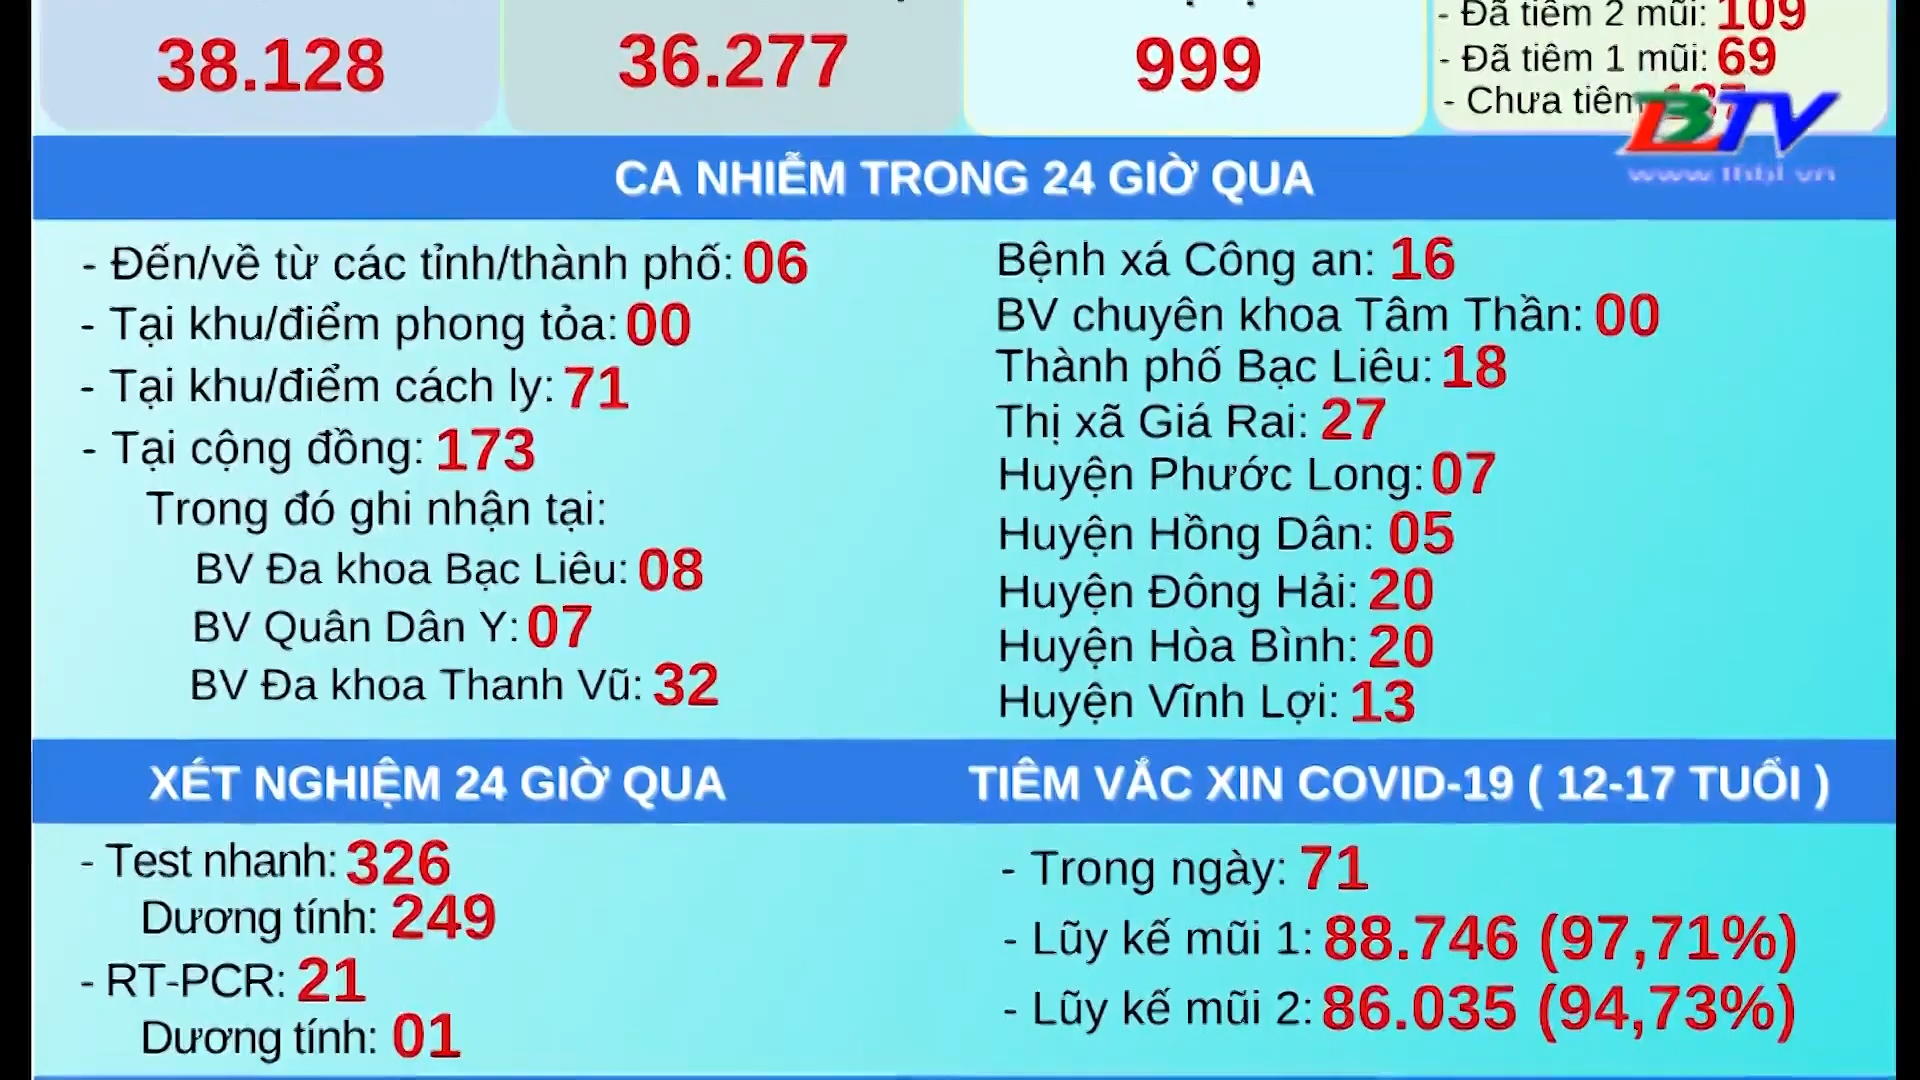 38.128
36.277
999
- Đã tiêm 2 mũi: 109
- Đã tiêm 1 mũi: 69
- Chưa tiêm
BTV
CA NHIỄM TRONG 24 GIỜ QUA
- Đến/về từ các tỉnh/thành phố: 06
- Tại khu/điểm phong tỏa: 00
- Tại khu/điểm cách ly: 71
- Tại cộng đồng: 173
Trong đó ghi nhận tại:
BV Đa khoa Bạc Liêu: 08
BV Quân Dân Y: 07
BV Đa khoa Thanh Vũ: 32
Bệnh xá Công an: 16
BV chuyên khoa Tâm Thần: 00
Thành phố Bạc Liêu: 18
Thị xã Giá Rai: 27
Huyện Phước Long: 07
Huyện Hồng Dân: 05
Huyện Đông Hải: 20
Huyện Hòa Bình: 20
Huyện Vĩnh Lợi: 13
XÉT NGHIỆM 24 GIỜ QUA
- Test nhanh: 326
Dương tính: 249
- RT-PCR: 21
Dương tính: 01
TIÊM VẮC XIN COVID-19 ( 12-17 TUỔI )
- Trong ngày: 71
- Lũy kế mũi 1: 88.746 (97,71%)
- Lũy kế mũi 2: 86.035 (94,73%)